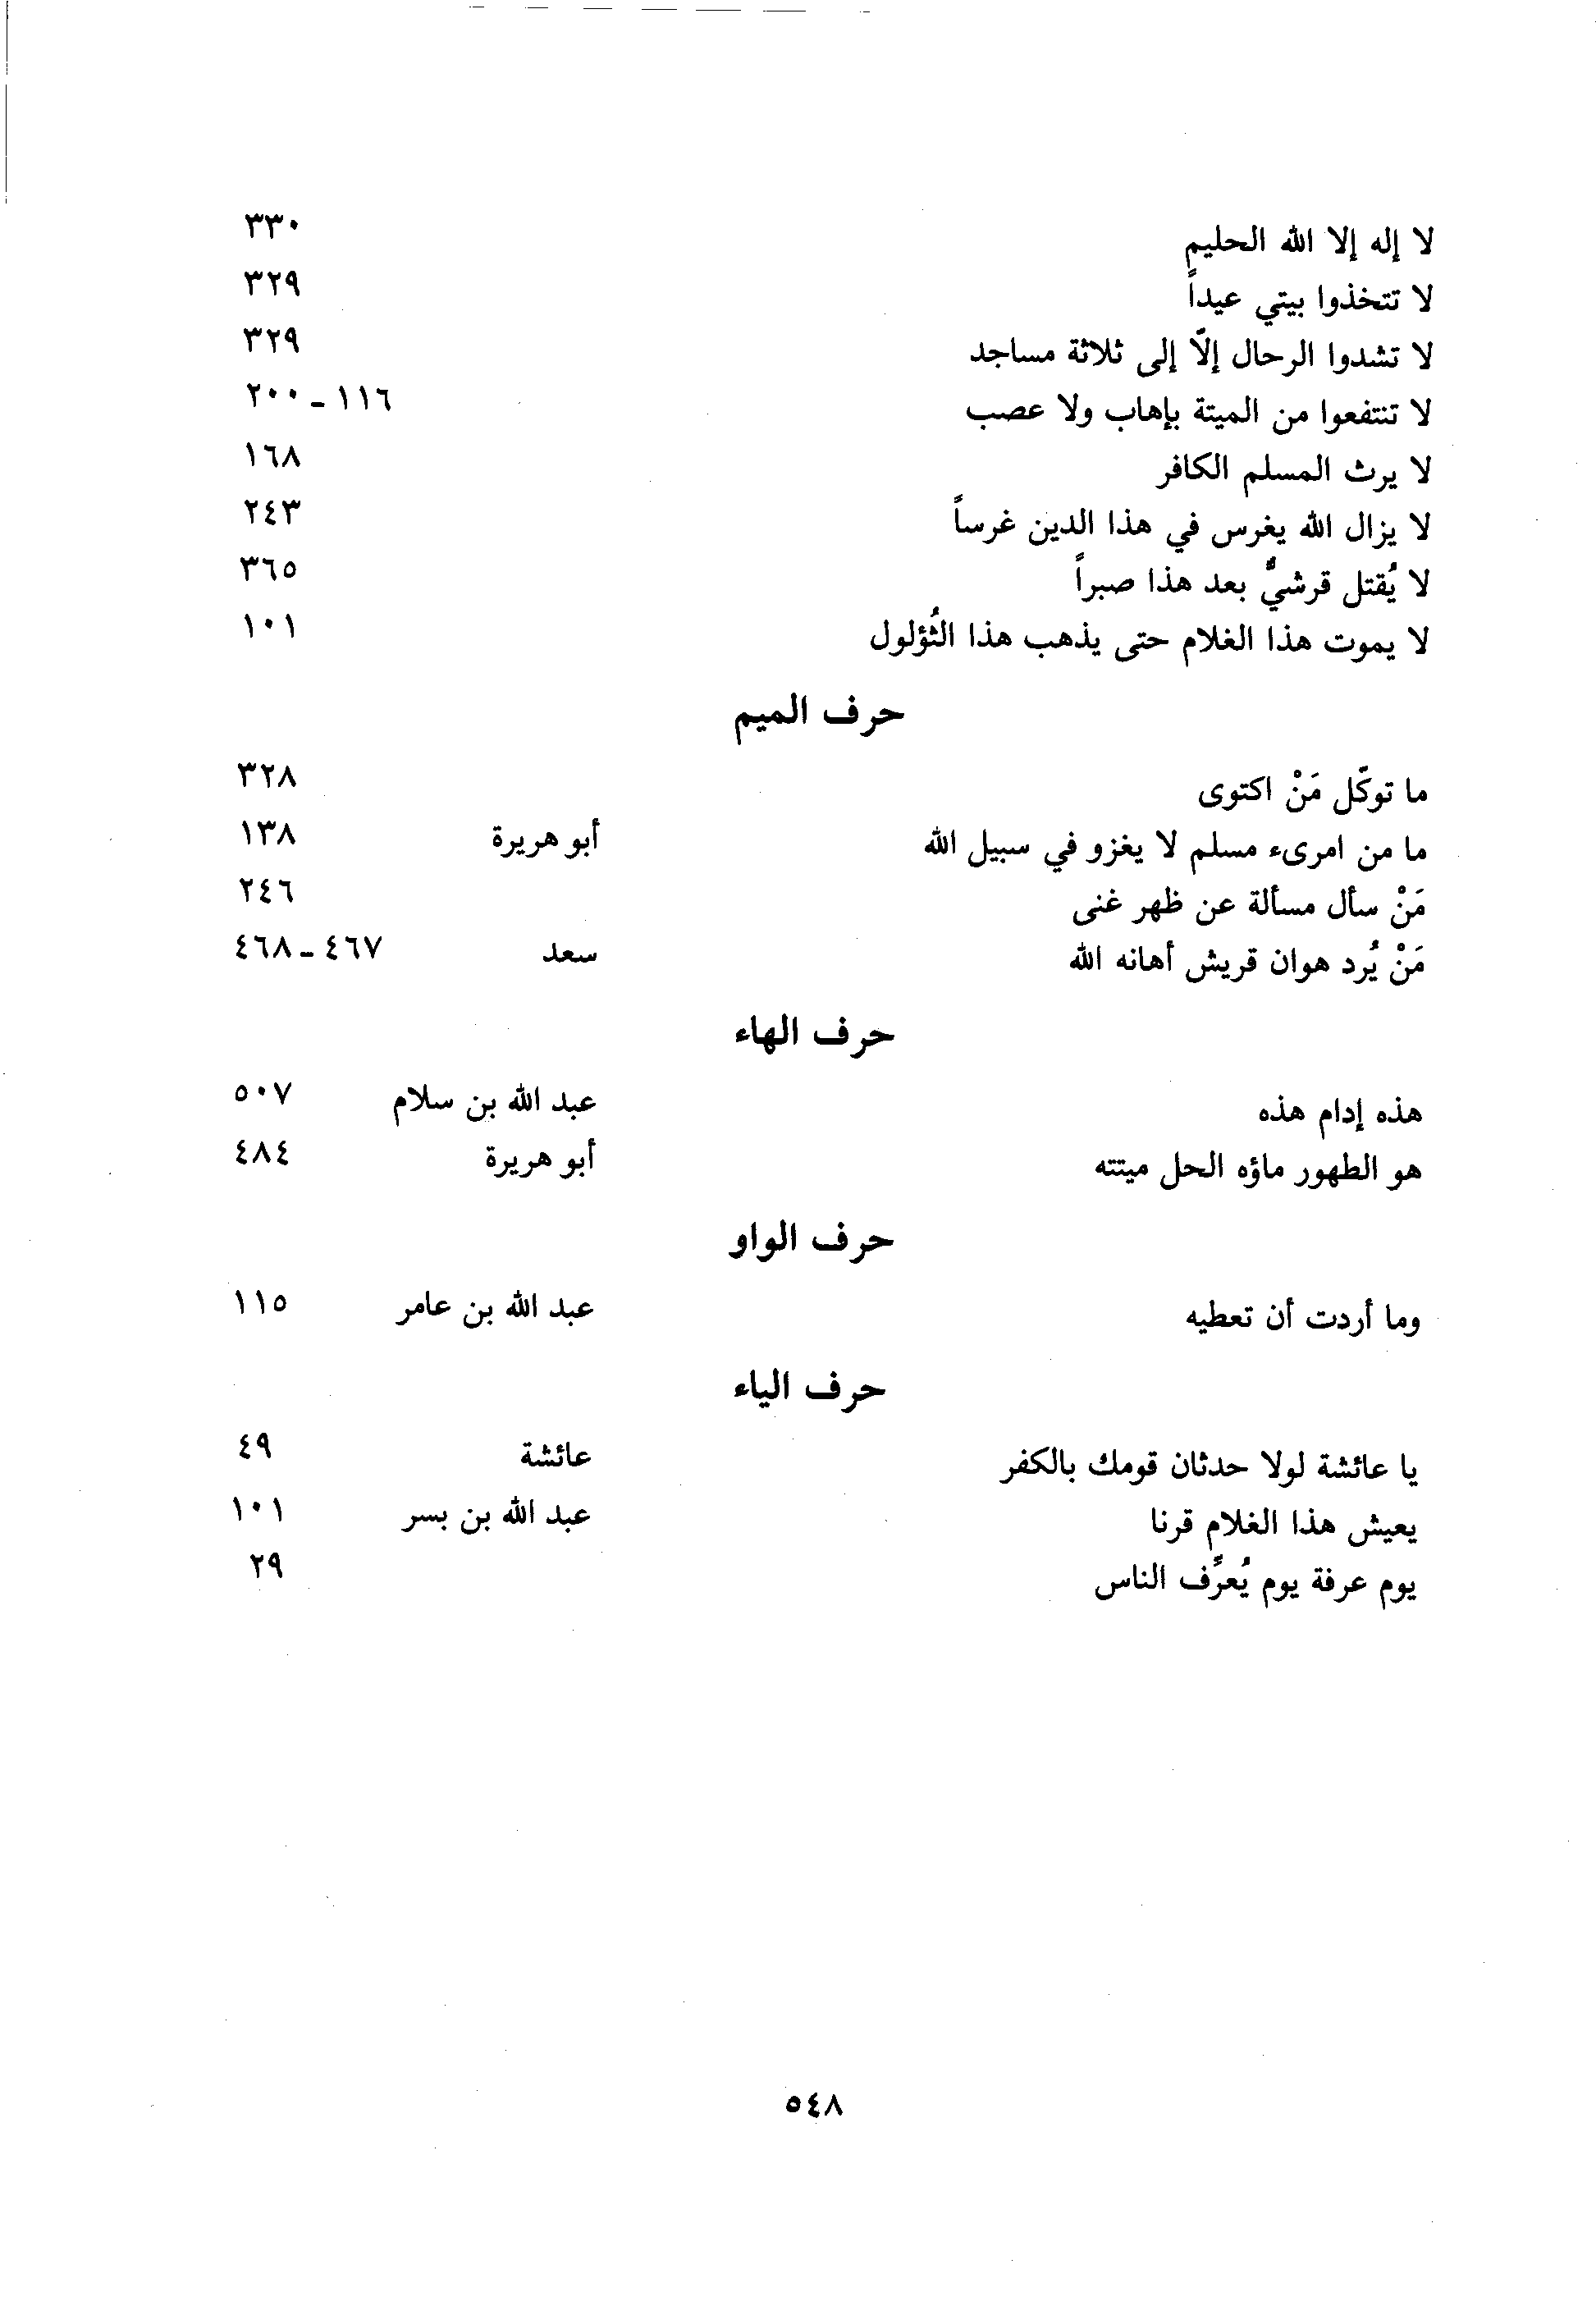 لا إله إلا الله الحليم ٣٣٠
لا تتخذوا بيتي عيداً ٣٢٩
لا تشدوا الرحال إلّا إلى ثلاثة مساجد ٣٢٩
لا تنتفعوا من الميتة بإهاب ولا عصب ١١٦ - ٢٠٠
لا يرث المسلم الكافر ١٦٨
لا يزال الله يغرس في هذا الدين غرساً ٢٤٣
لا يُقتل قرشيٌّ بعد هذا صبراً ٣٦٥
لا يموت هذا الغلام حتى يذهب هذا الثُؤلول ١٠١
حرف الميم
ما توكّل مَنْ اكتوى ٣٢٨
ما من امرىء مسلم لا يغزو في سبيل الله أبو هريرة ١٣٨
مَنْ سأل مسألة عن ظهر غنى ٢٤٦
مَنْ يُرد هوان قريش أهانه الله سعد ٤٦٧ - ٤٦٨
حرف الهاء
هذه إدام هذه عبد الله بن سلام ٥٠٧
هو الطهور ماؤه الحل ميتته أبو هريرة ٤٨٤
حرف الواو
وما أردت أن تعطيه عبد الله بن عامر ١١٥
حرف الياء
يا عائشة لولا حدثان قومك بالكفر عائشة ٤٩
يعيش هذا الغلام قرنا عبد الله بن بسر ١٠١
يوم عرفة يوم يُعرِّف الناس ٢٩
٥٤٨